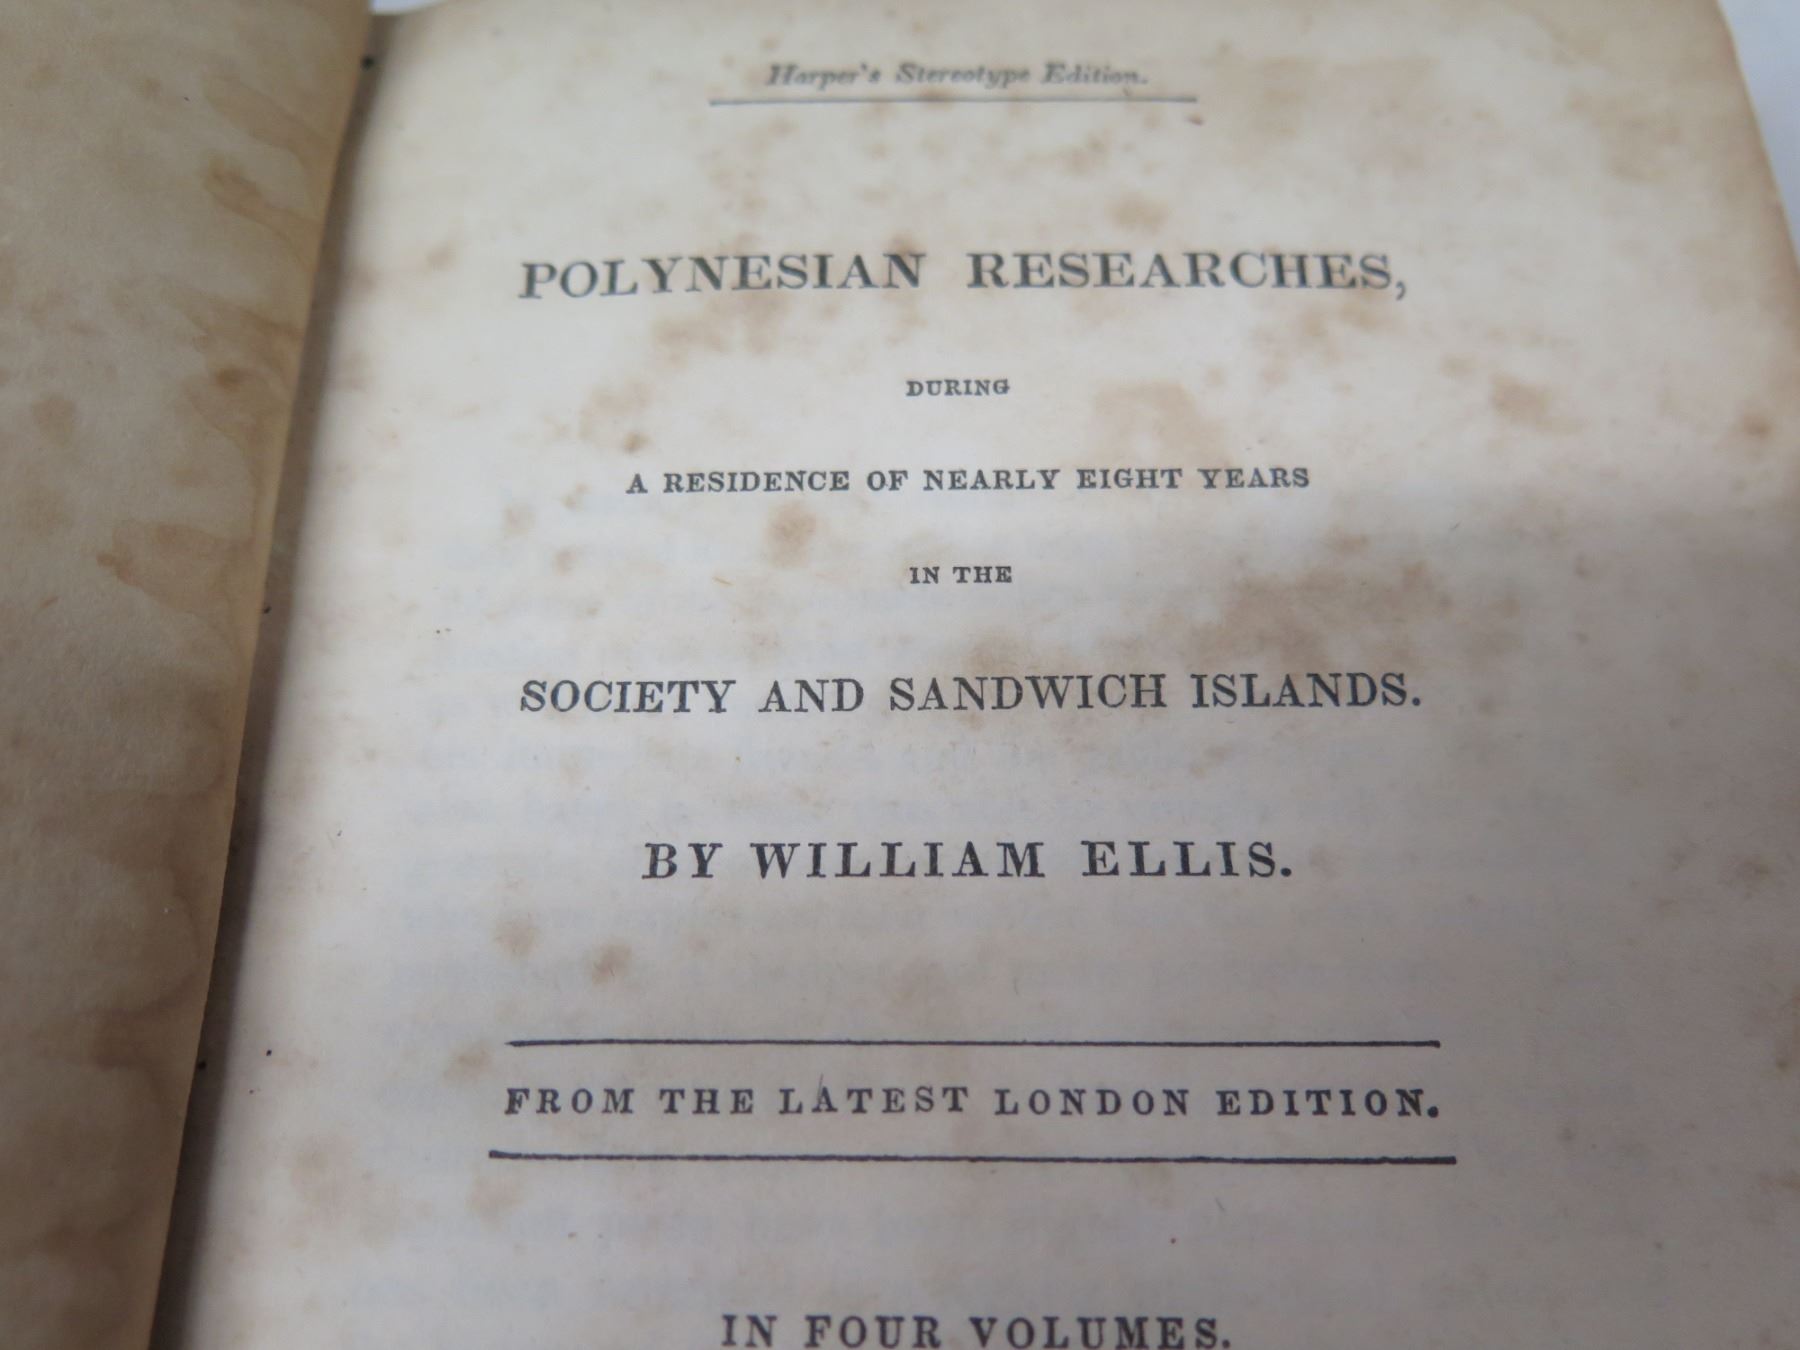 Harper's Stereotype Edition.
POLYNESIAN RESEARCHES,
DURING
A RESIDENCE OF NEARLY EIGHT YEARS
IN THE
SOCIETY AND SANDWICH ISLANDS.
BY WILLIAM ELLIS.
FROM THE LATEST LONDON EDITION.
IN FOUR VOLUMES.